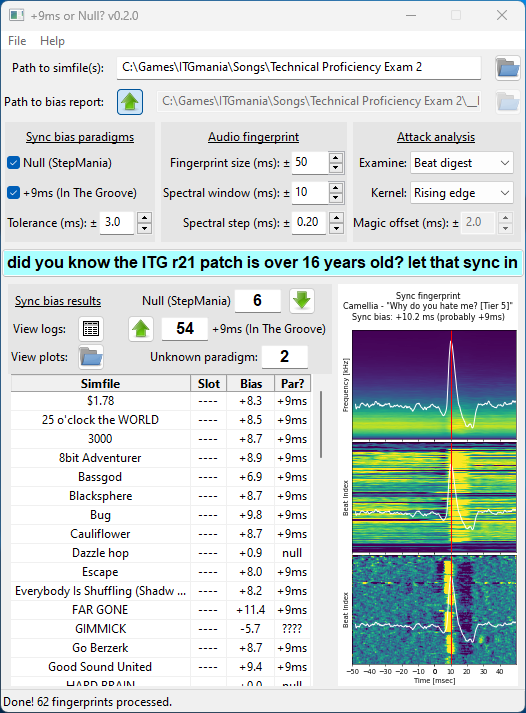 +9ms or Null? v0.2.0
File Help
Path to simfile(s): C:\Games\ITGmania\Songs\Technical Proficiency Exam 2
Path to bias report: C:\Games\ITGmania\Songs\Technical Proficiency Exam 2\__
Sync bias paradigms
Null (StepMania)
+9ms (In The Groove)
Tolerance (ms): ± 3.0
Audio fingerprint
Fingerprint size (ms): ± 50
Spectral window (ms): ± 10
Spectral step (ms): ± 0.20
Attack analysis
Examine: Beat digest
Kernel: Rising edge
Magic offset (ms): ± 2.0
did you know the ITG r21 patch is over 16 years old? let that sync in
Sync bias results
Null (StepMania) 6
View logs: 54 +9ms (In The Groove)
View plots: Unknown paradigm: 2
Simfile Slot Bias Par?
$1.78 ---- +8.3 +9ms
25 o'clock the WORLD ---- +8.5 +9ms
3000 ---- +8.7 +9ms
8bit Adventurer ---- +8.9 +9ms
Bassgod ---- +6.9 +9ms
Blacksphere ---- +8.7 +9ms
Bug ---- +9.8 +9ms
Cauliflower ---- +8.7 +9ms
Dazzle hop ---- +0.9 null
Escape ---- +8.0 +9ms
Everybody Is Shuffling (Shadw ... ---- +8.2 +9ms
FAR GONE ---- +11.4 +9ms
GIMMICK ---- -5.7 ????
Go Berzerk ---- +8.7 +9ms
Good Sound United ---- +9.4 +9ms
HARD BRAIN ---- +0.0 null
Sync fingerprint
Camellia - "Why do you hate me? [Tier 5]"
Sync bias: +10.2 ms (probably +9ms)
Frequency [kHz]
Beat Index
Beat Index
-50 -40 -30 -20 -10 0 10 20 30 40
Time [msec]
Done! 62 fingerprints processed.